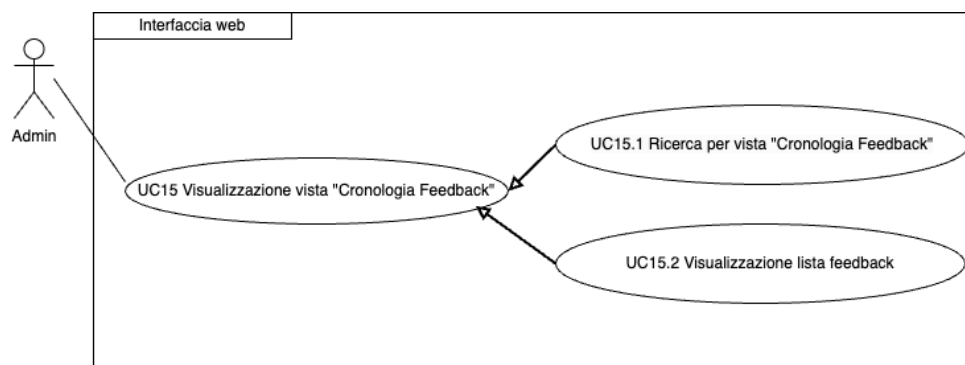 Interfaccia web
Admin
UC15.1 Ricerca per vista "Cronologia Feedback"
UC15 Visualizzazione vista "Cronologia Feedback"
UC15.2 Visualizzazione lista feedback